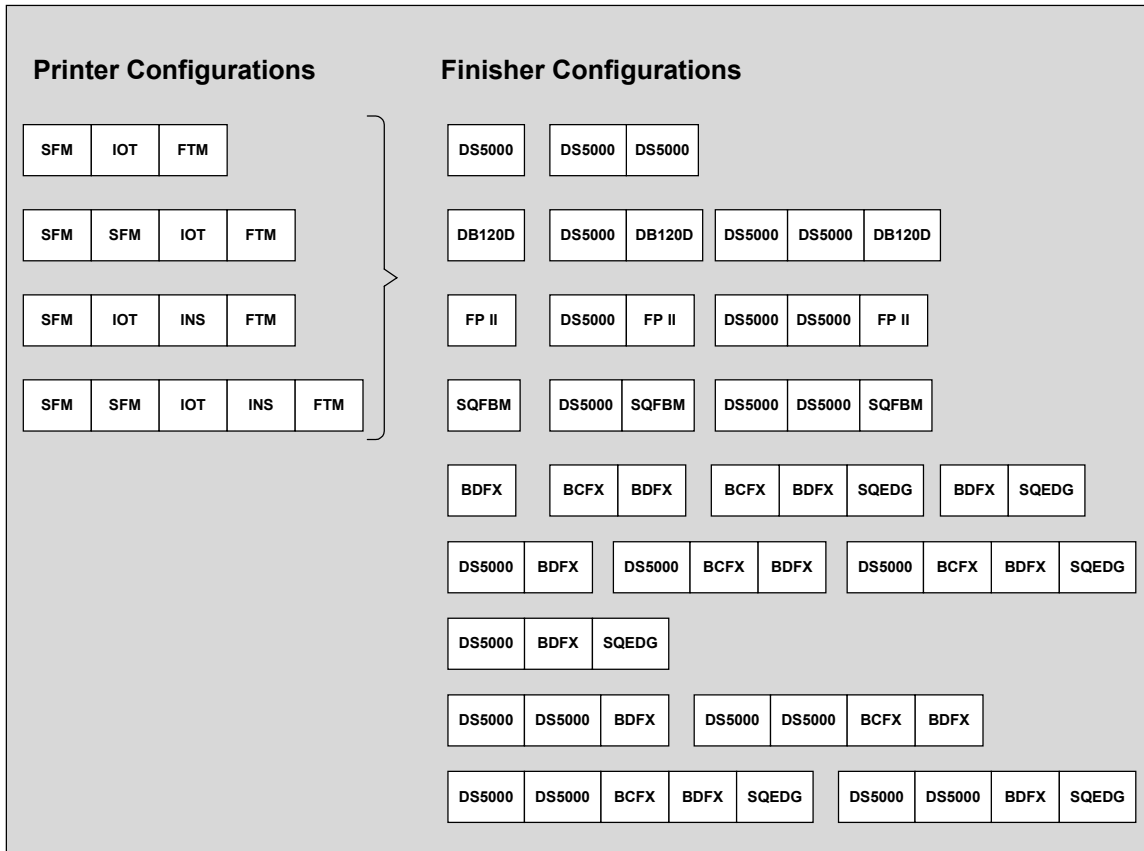 Printer Configurations Finisher Configurations
SFM IOT FTM DS5000 DS5000 DS5000
SFM SFM IOT FTM DB120D DS5000 DB120D DS5000 DS5000 DB120D
SFM IOT INS FTM FP II DS5000 FP II DS5000 DS5000 FP II
SFM SFM IOT INS FTM SQFBM DS5000 SQFBM DS5000 DS5000 SQFBM
BDFX BCFX BDFX BCFX BDFX SQEDG BDFX SQEDG
DS5000 BDFX DS5000 BCFX BDFX DS5000 BCFX BDFX SQEDG
DS5000 BDFX SQEDG
DS5000 DS5000 BDFX DS5000 DS5000 BCFX BDFX
DS5000 DS5000 BCFX BDFX SQEDG DS5000 DS5000 BDFX SQEDG